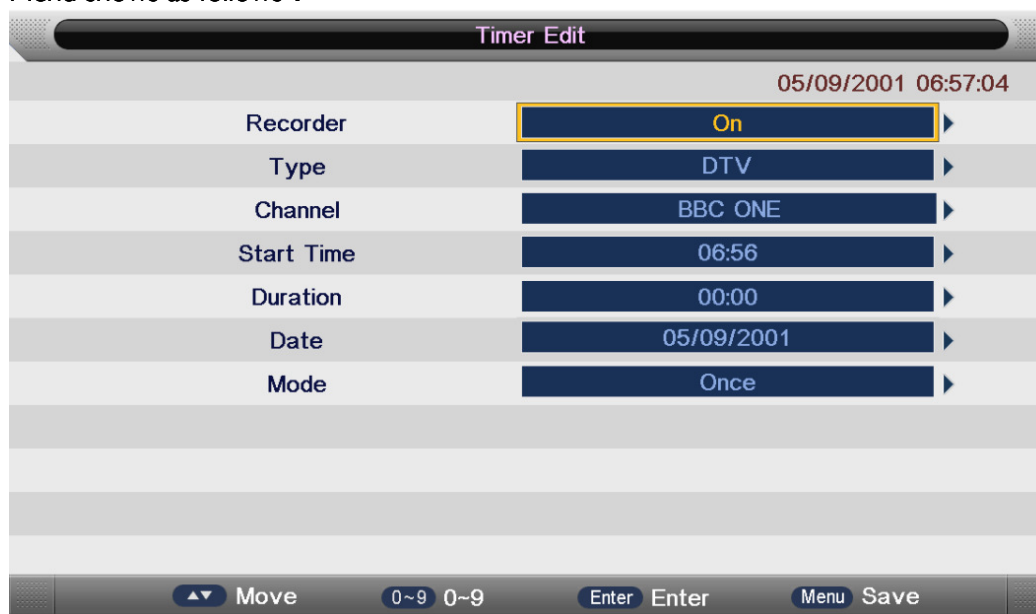 Timer Edit
05/09/2001 06:57:04
Recorder On
Type DTV
Channel BBC ONE
Start Time 06:56
Duration 00:00
Date 05/09/2001
Mode Once
Move 0~9 0~9 Enter Enter Menu Save